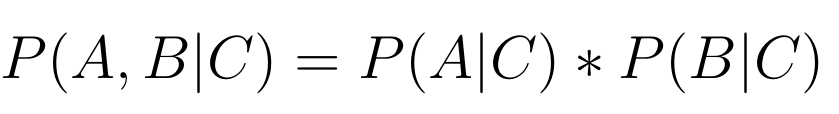 P(A, B|C) = P(A|C) * P(B|C)